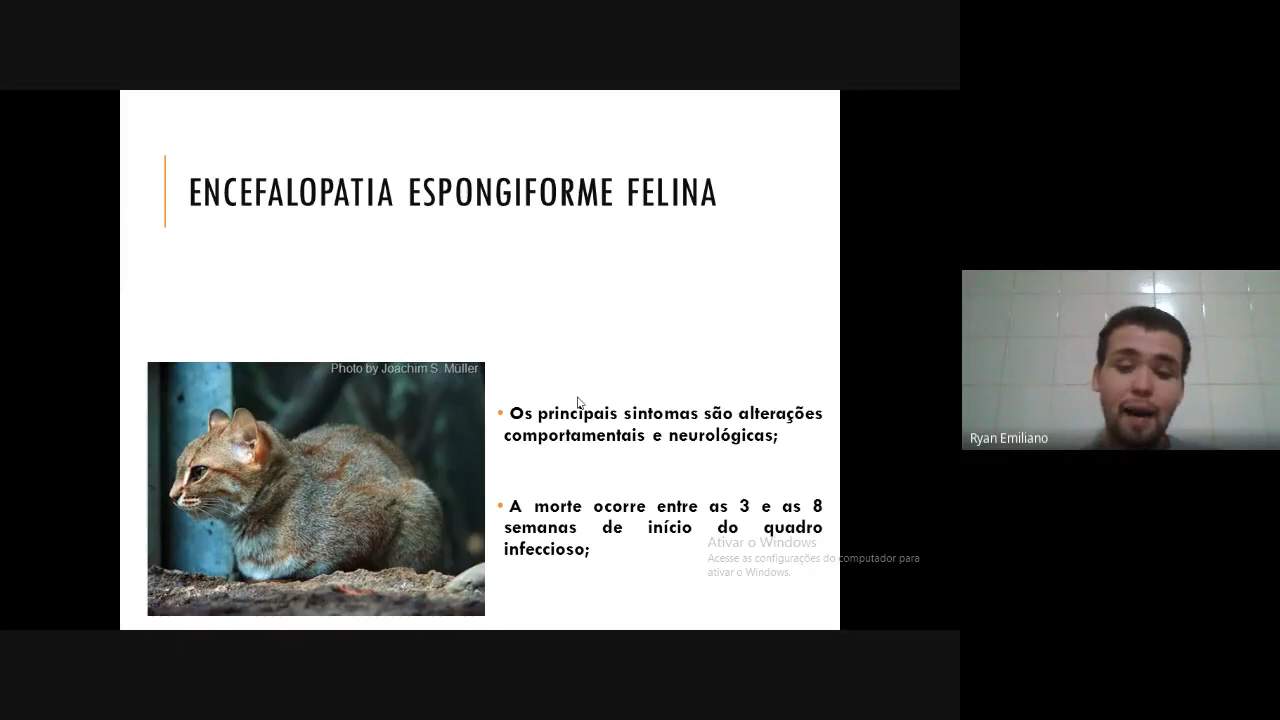 ENCEFALOPATIA ESPONGIFORME FELINA
Photo by Joachim S. Müller
• Os principais sintomas são alterações
comportamentais e neurológicas;
• A morte ocorre entre as 3 e as 8
semanas de início do quadro
infeccioso;
Ativar o Windows
Acesse as configurações do computador para
ativar o Windows.
Ryan Emiliano